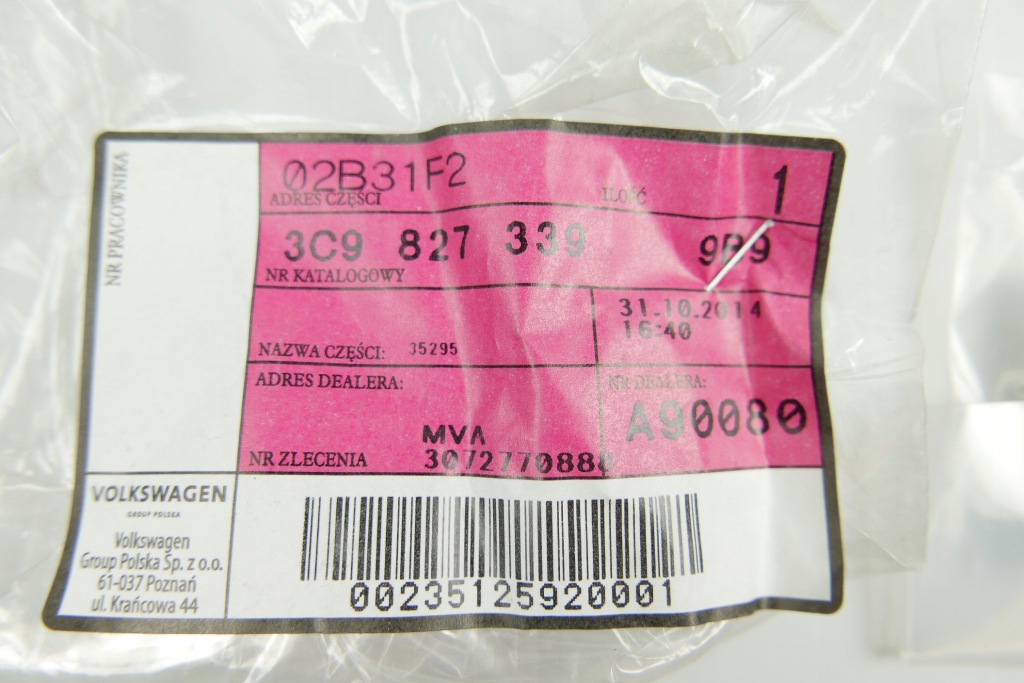 NR PRACOWNIKA
02B31F2
ADRES CZĘŚCI
ILOŚĆ 1
3C9 827 339 9B9
NR KATALOGOWY
31.10.2014
16:40
NAZWA CZĘŚCI: 35295
ADRES DEALERA:
NR DEALERA:
A90080
MVA
NR ZLECENIA 3072770880
VOLKSWAGEN
GROUP POLSKA
Volkswagen
Group Polska Sp. z o.o.
61-037 Poznań
ul. Krańcowa 44
00235125920001